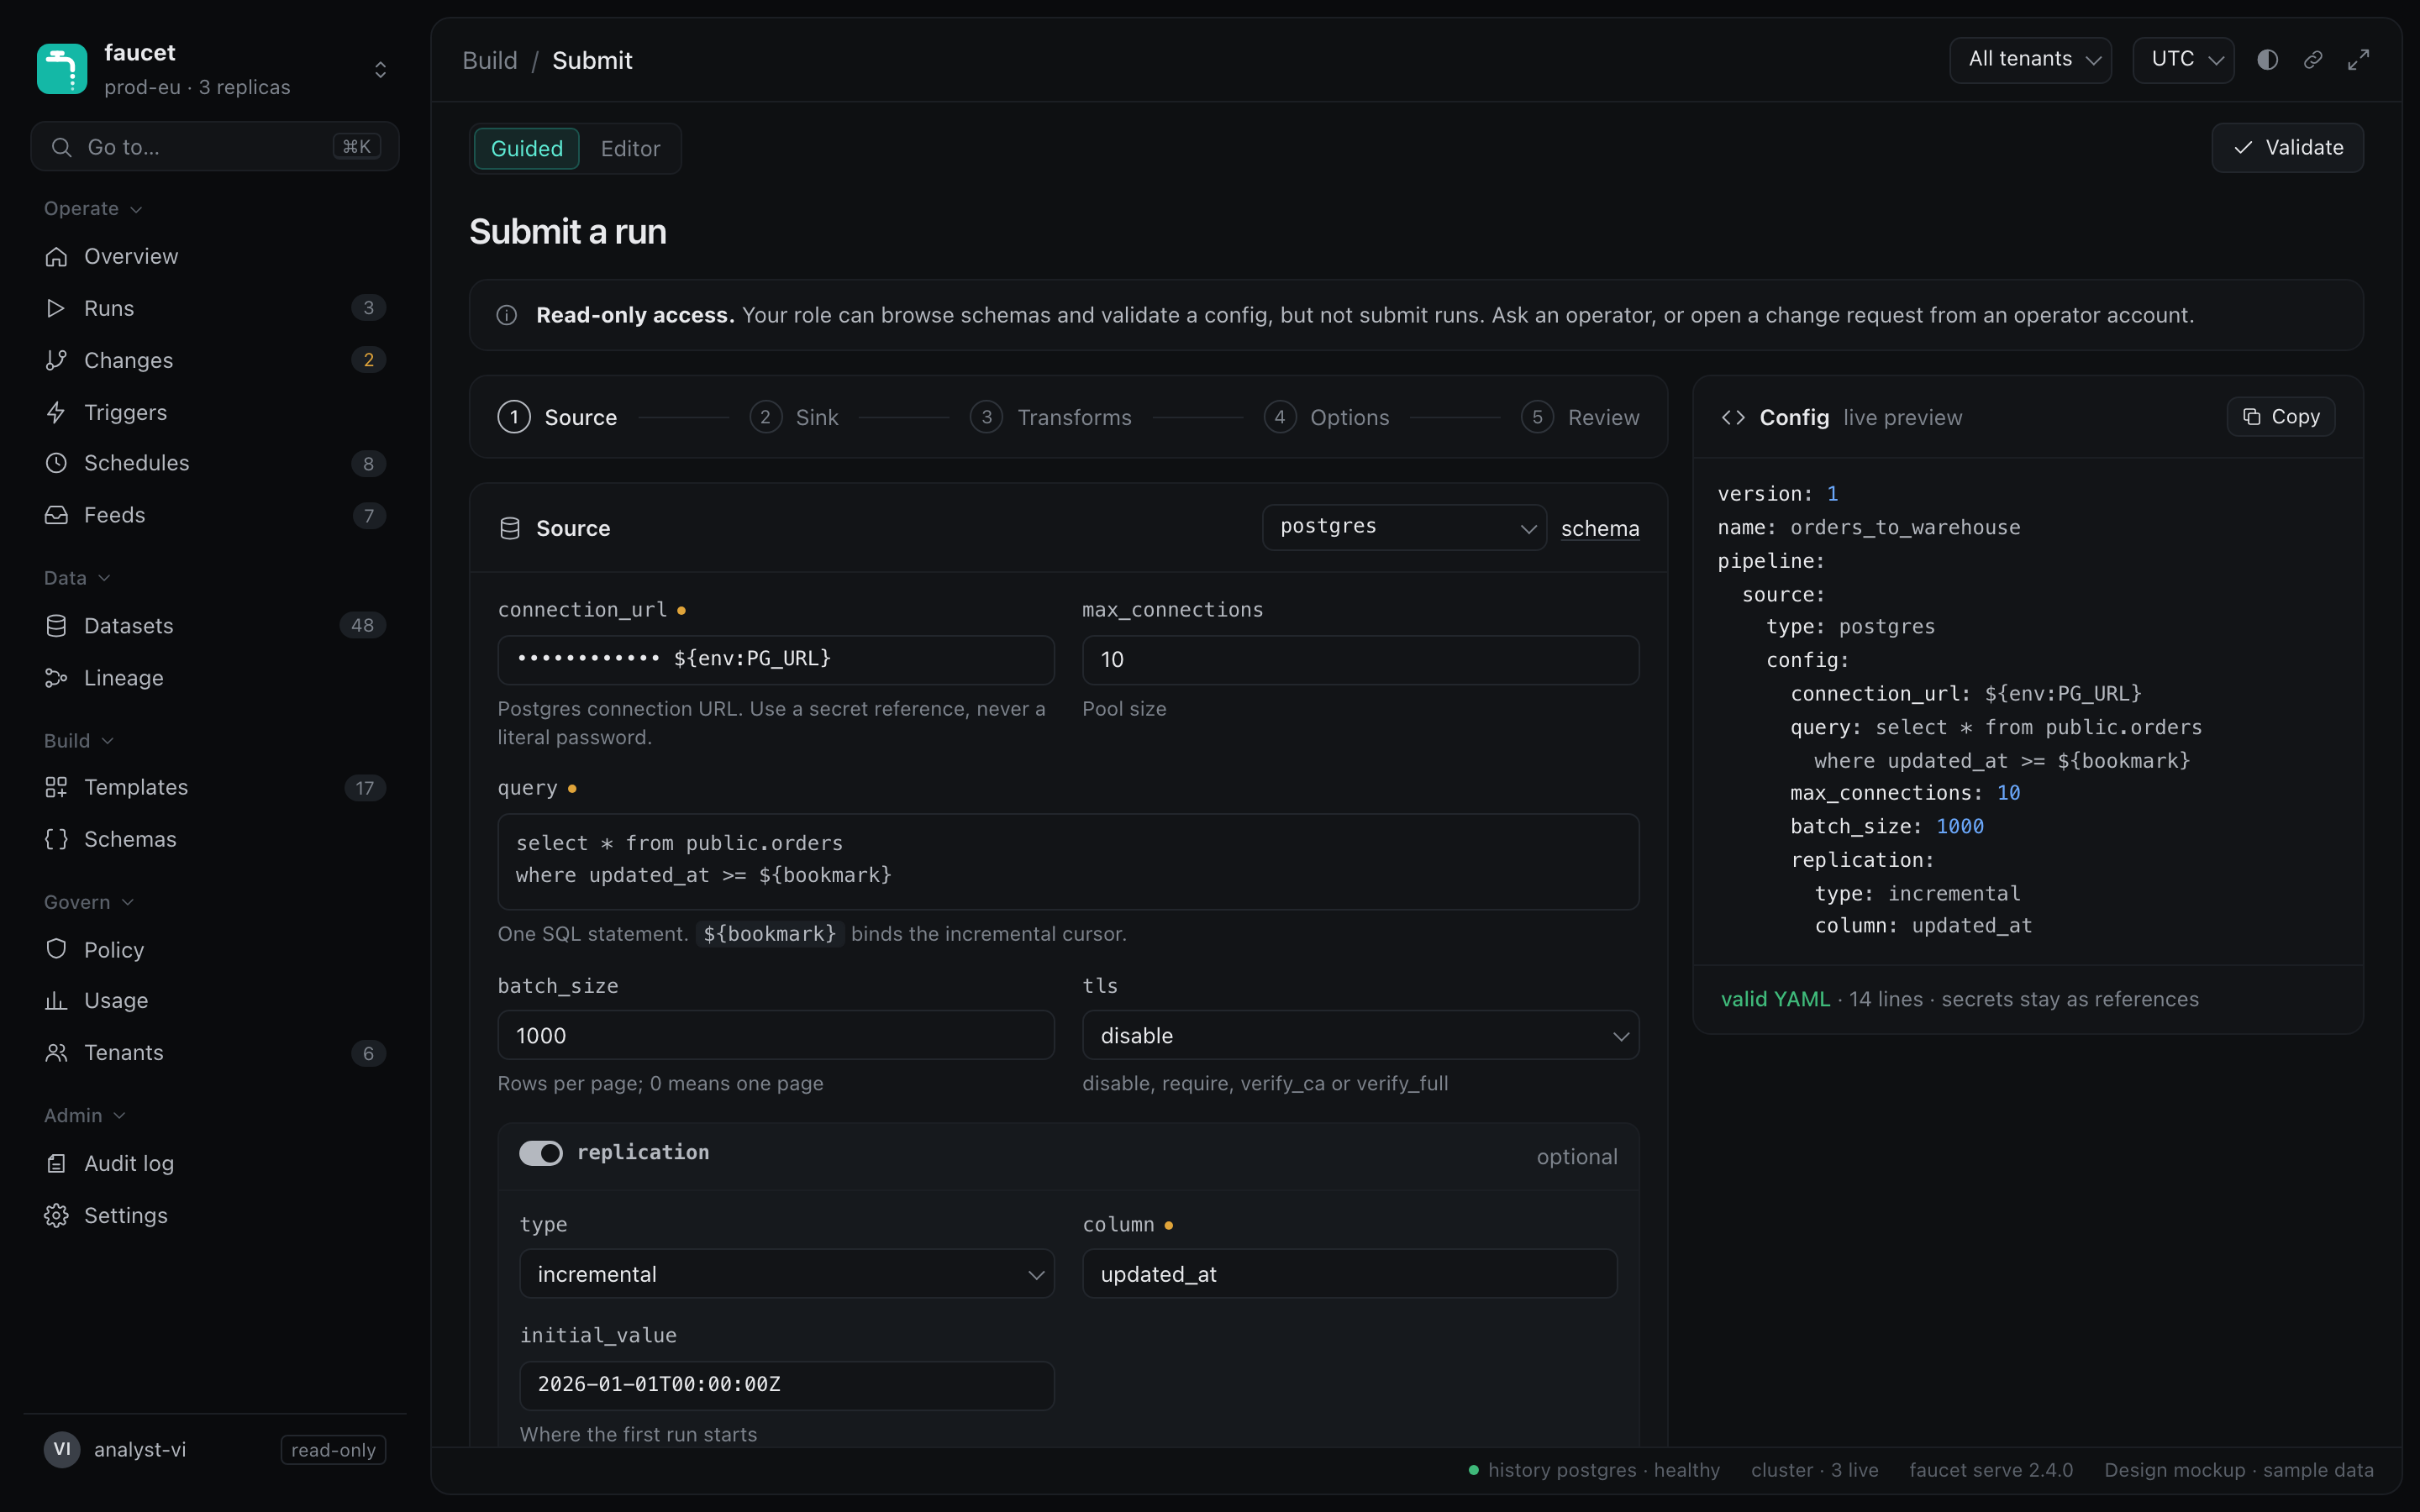 faucet
prod-eu · 3 replicas
Go to...
⌘K
Operate
Overview
Runs 3
Changes 2
Triggers
Schedules 8
Feeds 7
Data
Datasets 48
Lineage
Build
Templates 17
Schemas
Govern
Policy
Usage
Tenants 6
Admin
Audit log
Settings
VI analyst-vi read-only
Build / Submit
All tenants
UTC
Guided Editor
Validate
Submit a run
Read-only access. Your role can browse schemas and validate a config, but not submit runs. Ask an operator, or open a change request from an operator account.
1 Source 2 Sink 3 Transforms 4 Options 5 Review
Source
postgres
schema
connection_url
•••••••••••• ${env:PG_URL}
Postgres connection URL. Use a secret reference, never a
literal password.
max_connections
10
Pool size
query
select * from public.orders
where updated_at >= ${bookmark}
One SQL statement. ${bookmark} binds the incremental cursor.
batch_size
1000
Rows per page; 0 means one page
tls
disable
disable, require, verify_ca or verify_full
replication
optional
type
incremental
column
updated_at
initial_value
2026-01-01T00:00:00Z
Where the first run starts
Config live preview
Copy
version: 1
name: orders_to_warehouse
pipeline:
source:
type: postgres
config:
connection_url: ${env:PG_URL}
query: select * from public.orders
where updated_at >= ${bookmark}
max_connections: 10
batch_size: 1000
replication:
type: incremental
column: updated_at
valid YAML · 14 lines · secrets stay as references
history postgres · healthy
cluster · 3 live
faucet serve 2.4.0
Design mockup · sample data